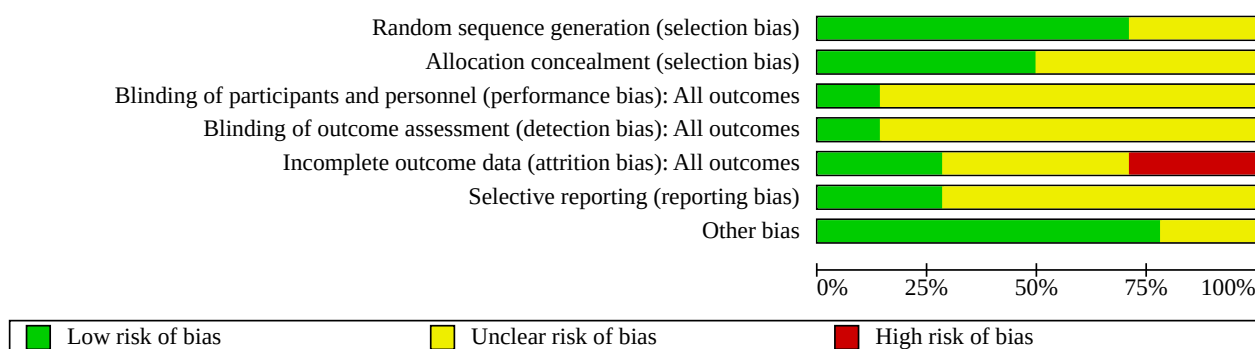 Random sequence generation (selection bias)
Allocation concealment (selection bias)
Blinding of participants and personnel (performance bias): All outcomes
Blinding of outcome assessment (detection bias): All outcomes
Incomplete outcome data (attrition bias): All outcomes
Selective reporting (reporting bias)
Other bias
0% 25% 50% 75% 100%
Low risk of bias Unclear risk of bias High risk of bias